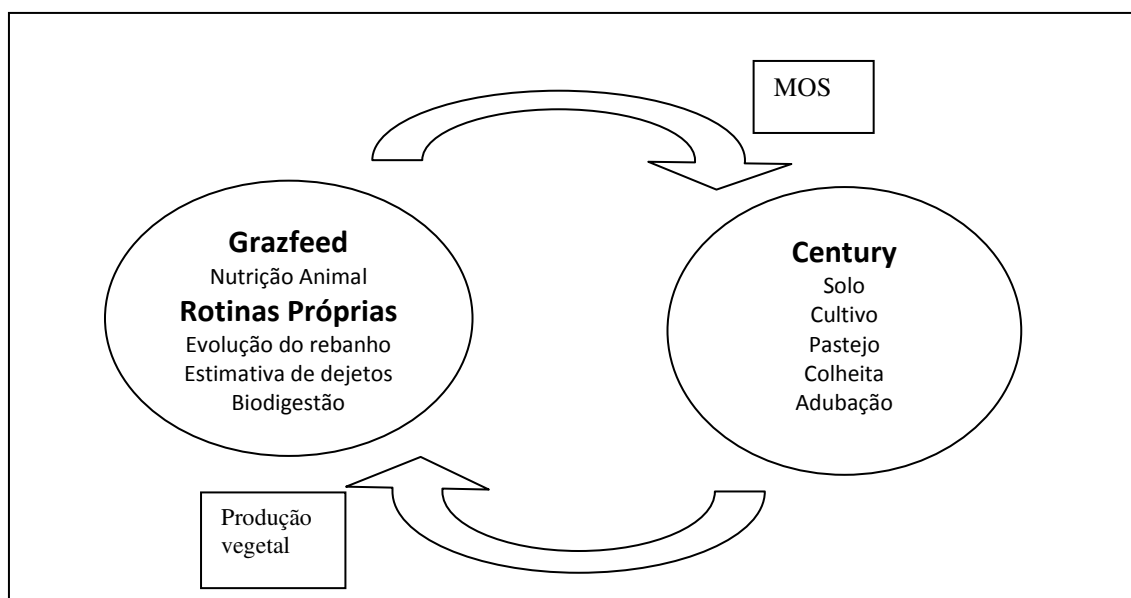 MOS
Grazfeed
Nutrição Animal
Rotinas Próprias
Evolução do rebanho
Estimativa de dejetos
Biodigestão
Century
Solo
Cultivo
Pastejo
Colheita
Adubação
Produção
vegetal